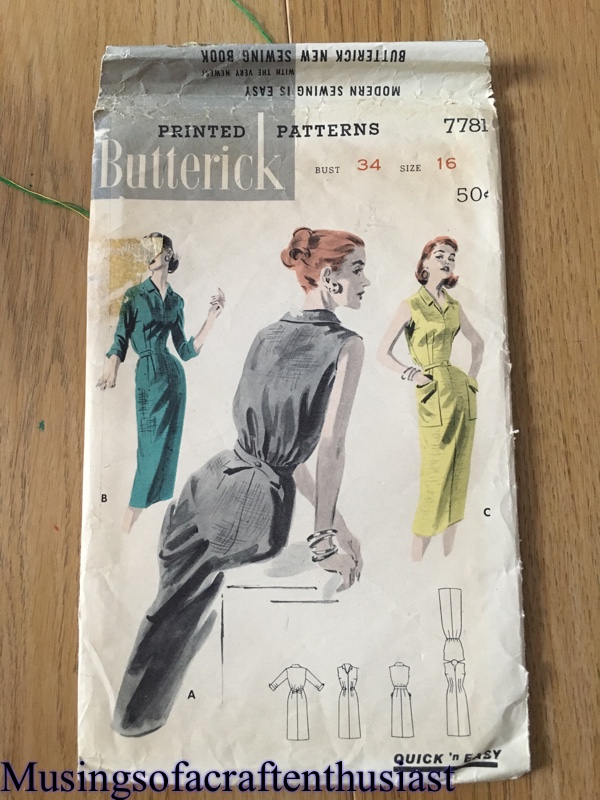 BUTTERICK NEW SEWING BOOK
WITH THE VERY NEWEST
MODERN SEWING IS EASY
PRINTED PATTERNS 7781
Butterick
BUST 34 SIZE 16
50¢
B
C
A
QUICK 'n EASY
Musingsofacraftenthusiast